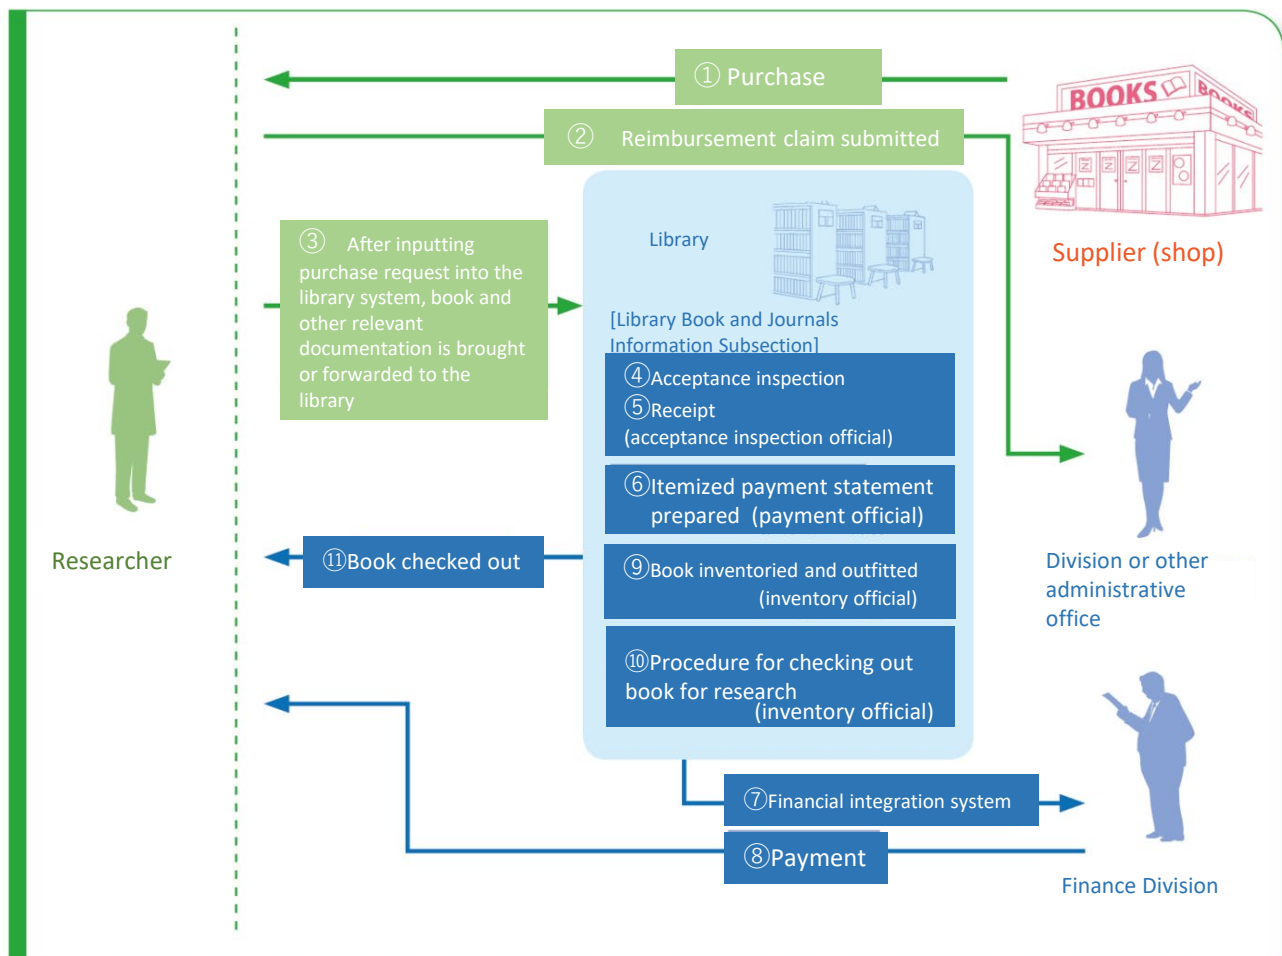 ① Purchase
BOOKS
BOOKS
② Reimbursement claim submitted
Supplier (shop)
③ After inputting
purchase request into the
library system, book and
other relevant
documentation is brought
or forwarded to the
library
Library
[Library Book and Journals
Information Subsection]
④Acceptance inspection
⑤Receipt
(acceptance inspection official)
⑥Itemized payment statement
prepared (payment official)
Researcher
⑪Book checked out
⑨Book inventoried and outfitted
(inventory official)
Division or other
administrative
office
⑩Procedure for checking out
book for research
(inventory official)
⑦Financial integration system
⑧Payment
Finance Division